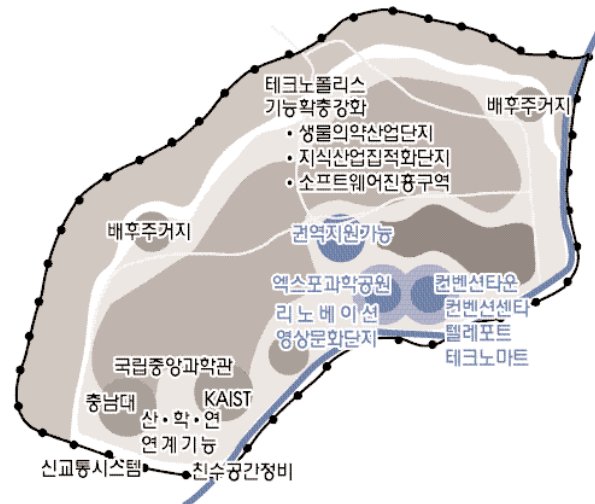 테크노폴리스
기능확충강화
• 생물의약산업단지
• 지식산업집적화단지
• 소프트웨어진흥구역
배후주거지
배후주거지
권역지원기능
엑스포과학공원
리노베이션
영상문화단지
컨벤션타운
컨벤션센타
텔레포트
테크노마트
국립중앙과학관
충남대
KAIST
산•학•연
연계기능
신교통시스템
친수공간정비